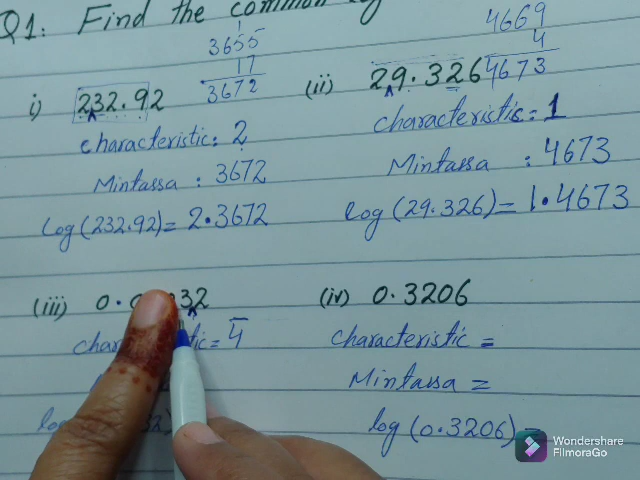 Q1: Find the common log
1
3655
17
3672
4669
4
4673
i) 232.92
characteristic: 2
Mintassa : 3672
log(232.92)= 2.3672
(ii) 29.326
characteristic= 1
Mintassa : 4673
log(29.326)= 1.4673
(iii) 0. 32
= 4̅
(iv) 0.3206
characteristic =
Mintassa =
log(0.3206)=
Wondershare
FilmoraGo